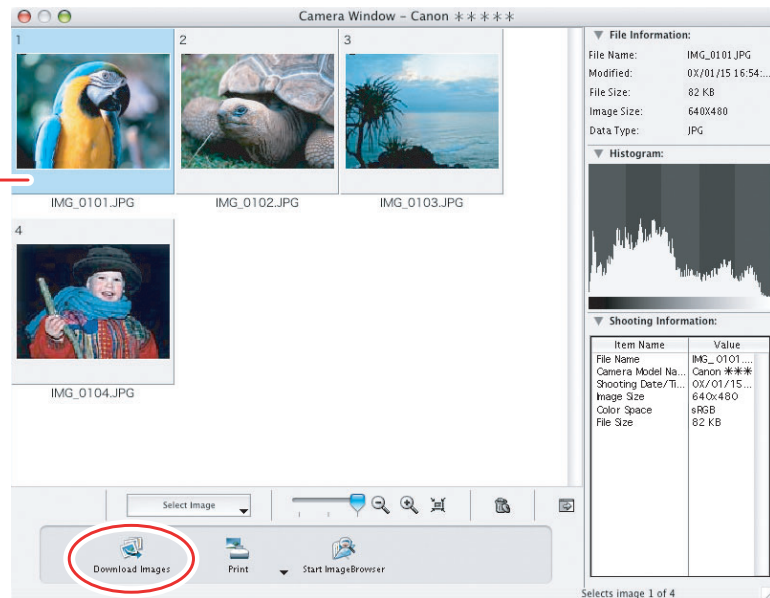 Camera Window – Canon ＊＊＊＊＊
1
2
3
IMG_0101.JPG
IMG_0102.JPG
IMG_0103.JPG
4
IMG_0104.JPG
Select Image
Download Images
Print
Start ImageBrowser
File Information:
File Name: IMG_0101.JPG
Modified: 0X/01/15 16:54:...
File Size: 82 KB
Image Size: 640X480
Data Type: JPG
Histogram:
Shooting Information:
Item Name Value
File Name IMG_0101....
Camera Model Na... Canon ＊＊＊
Shooting Date/Ti... 0X/01/15...
Image Size 640x480
Color Space sRGB
File Size 82 KB
Selects image 1 of 4